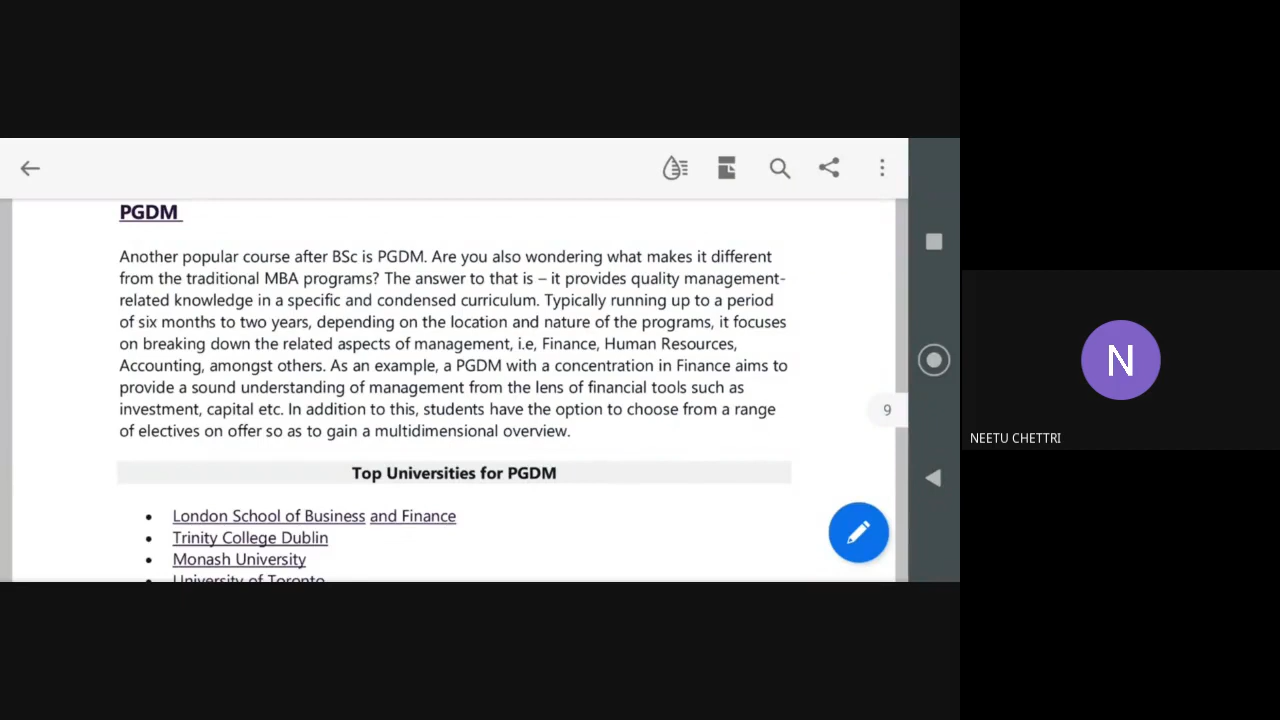 PGDM
Another popular course after BSc is PGDM. Are you also wondering what makes it different
from the traditional MBA programs? The answer to that is – it provides quality management-
related knowledge in a specific and condensed curriculum. Typically running up to a period
of six months to two years, depending on the location and nature of the programs, it focuses
on breaking down the related aspects of management, i.e, Finance, Human Resources,
Accounting, amongst others. As an example, a PGDM with a concentration in Finance aims to
provide a sound understanding of management from the lens of financial tools such as
investment, capital etc. In addition to this, students have the option to choose from a range
of electives on offer so as to gain a multidimensional overview.
9
Top Universities for PGDM
• London School of Business and Finance
• Trinity College Dublin
• Monash University
• University of Toronto
N
NEETU CHETTRI